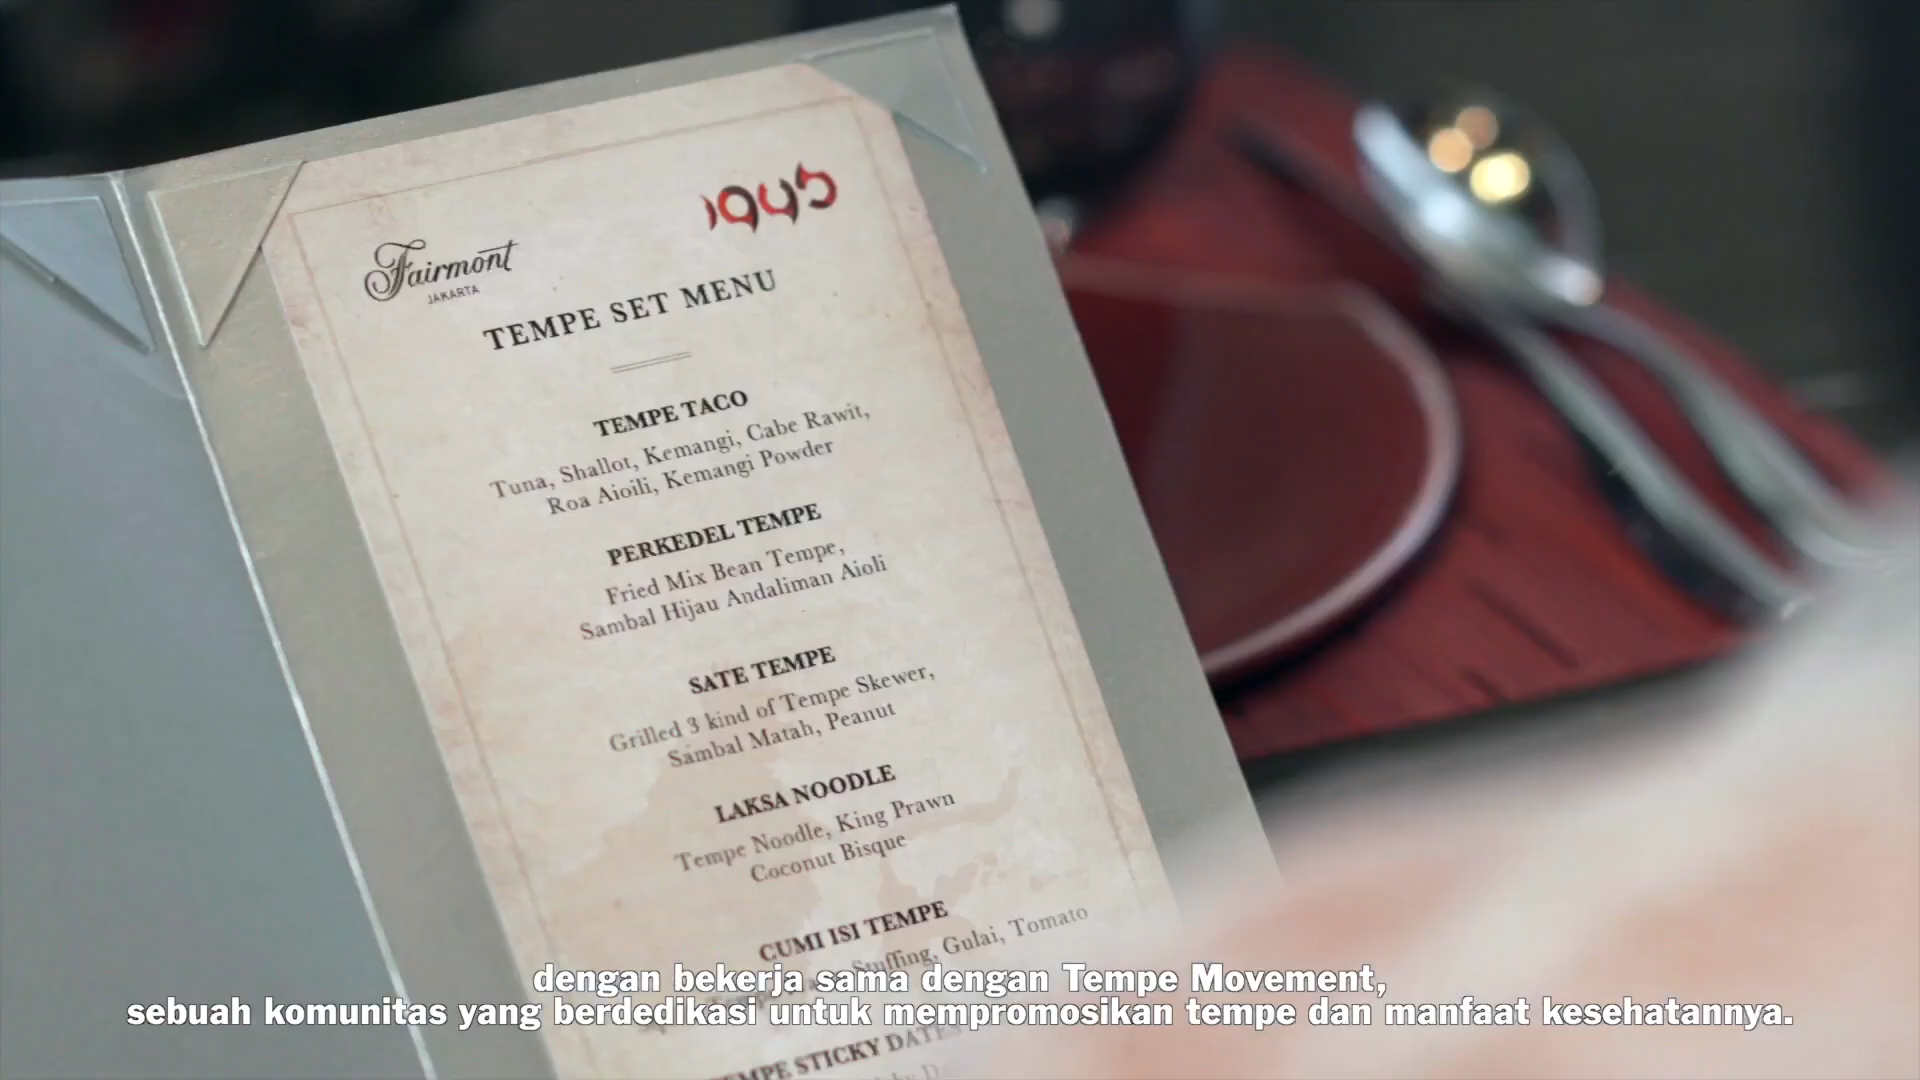 1945
Fairmont
JAKARTA
TEMPE SET MENU
TEMPE TACO
Tuna, Shallot, Kemangi, Cabe Rawit,
Roa Aioili, Kemangi Powder
PERKEDEL TEMPE
Fried Mix Bean Tempe,
Sambal Hijau Andaliman Aioli
SATE TEMPE
Grilled 3 kind of Tempe Skewer,
Sambal Matah, Peanut
LAKSA NOODLE
Tempe Noodle, King Prawn
Coconut Bisque
CUMI ISI TEMPE
Stuffing, Gulai, Tomato
dengan bekerja sama dengan Tempe Movement,
sebuah komunitas yang berdedikasi untuk mempromosikan tempe dan manfaat kesehatannya.
STICKY DATES